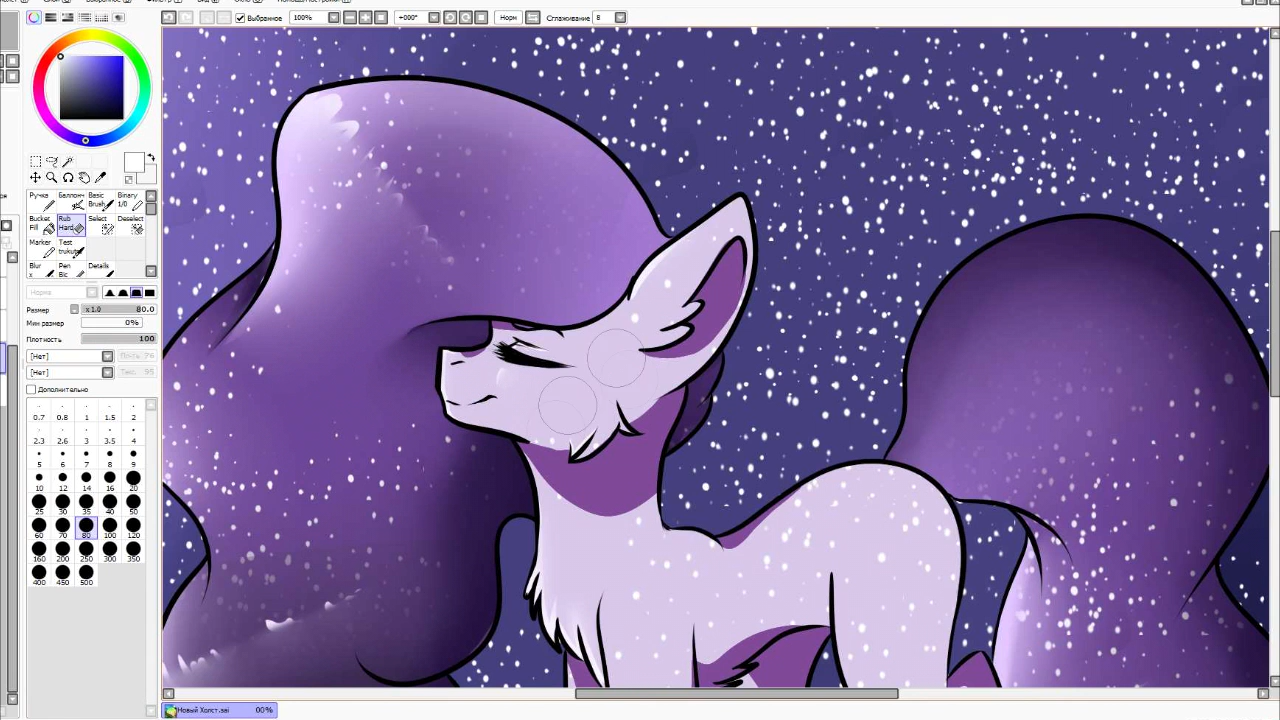 Выбранное 100% +000° Норм Сглаживание 8
Ручка Баллонч Basic Brush Binary 1/0
Bucket Fill Rub Hard Select Deselect
Marker Test trukuto
Blur x Pen Bic Details
Норма
Размер x 1.0 80.0
Мин размер 0%
Плотность 100
[Нет]
[Нет]
Дополнительно
0.7 0.8 1 1.5 2
2.3 2.6 3 3.5 4
5 6 7 8 9
10 12 14 16 20
25 30 35 40 50
60 70 80 100 120
160 200 250 300 350
400 450 500
Новый Холст.sai 00%